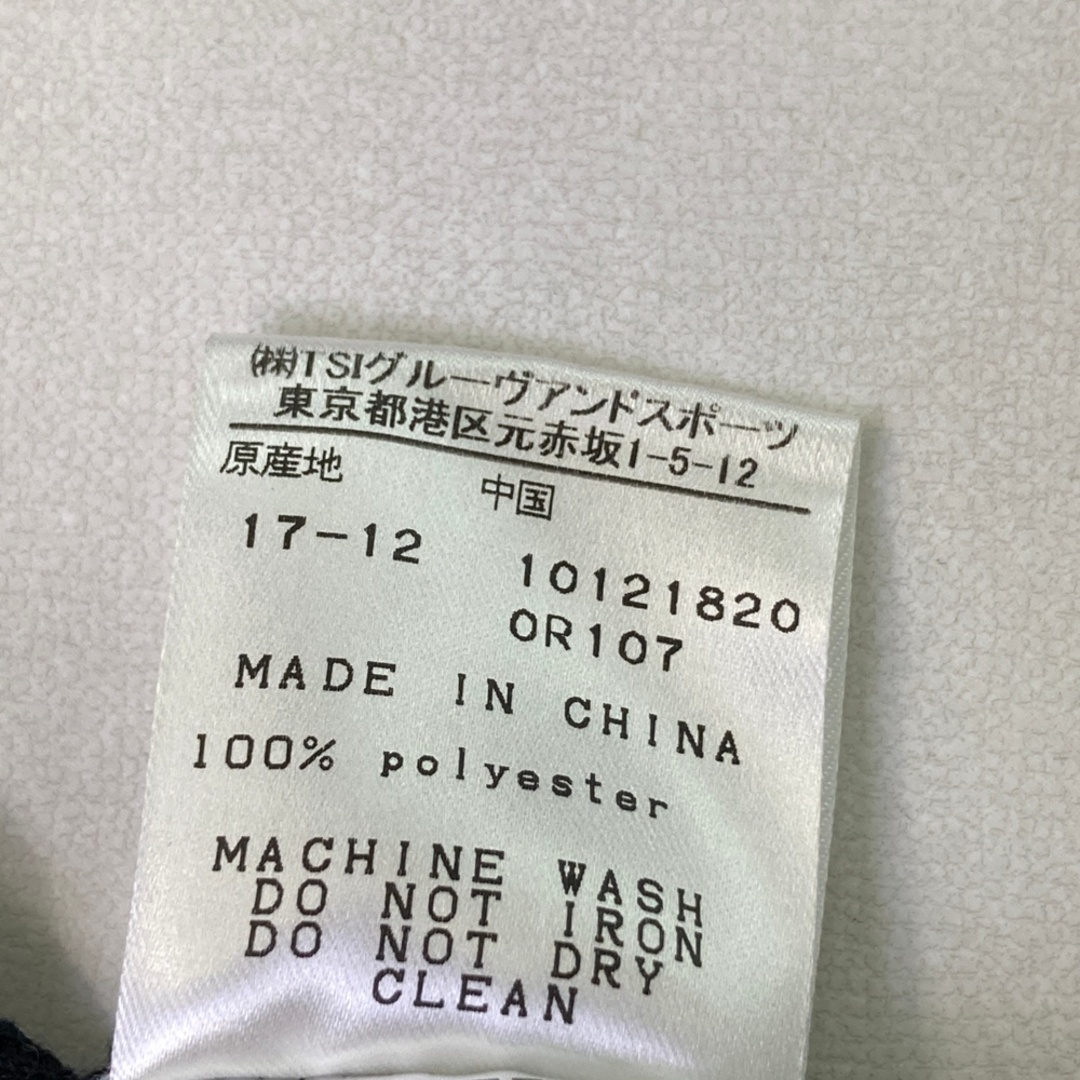 ㈱TSIグルーヴアンドスポーツ
東京都港区元赤坂1-5-12
原産地 中国
17-12 10121820
0R107
MADE IN CHINA
100% polyester
MACHINE WASH
DO NOT IRON
DO NOT DRY
CLEAN